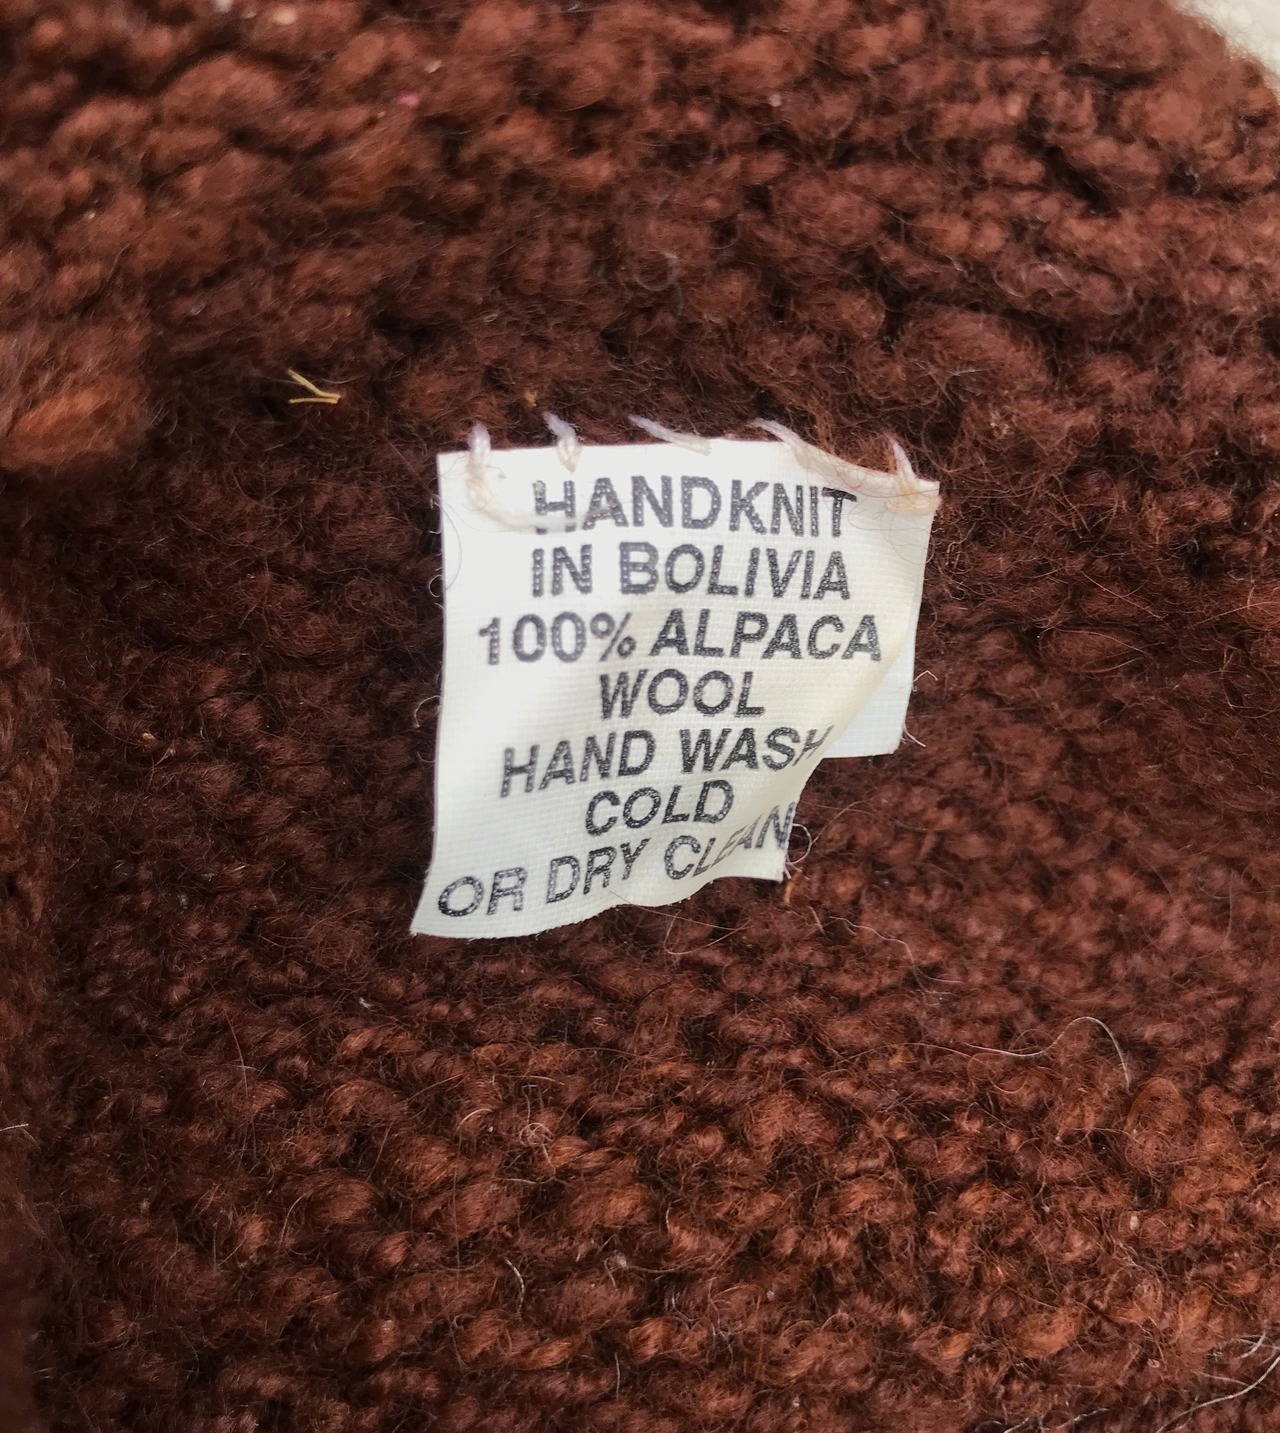 HANDKNIT
IN BOLIVIA
100% ALPACA
WOOL
HAND WASH
COLD
OR DRY CLEAN